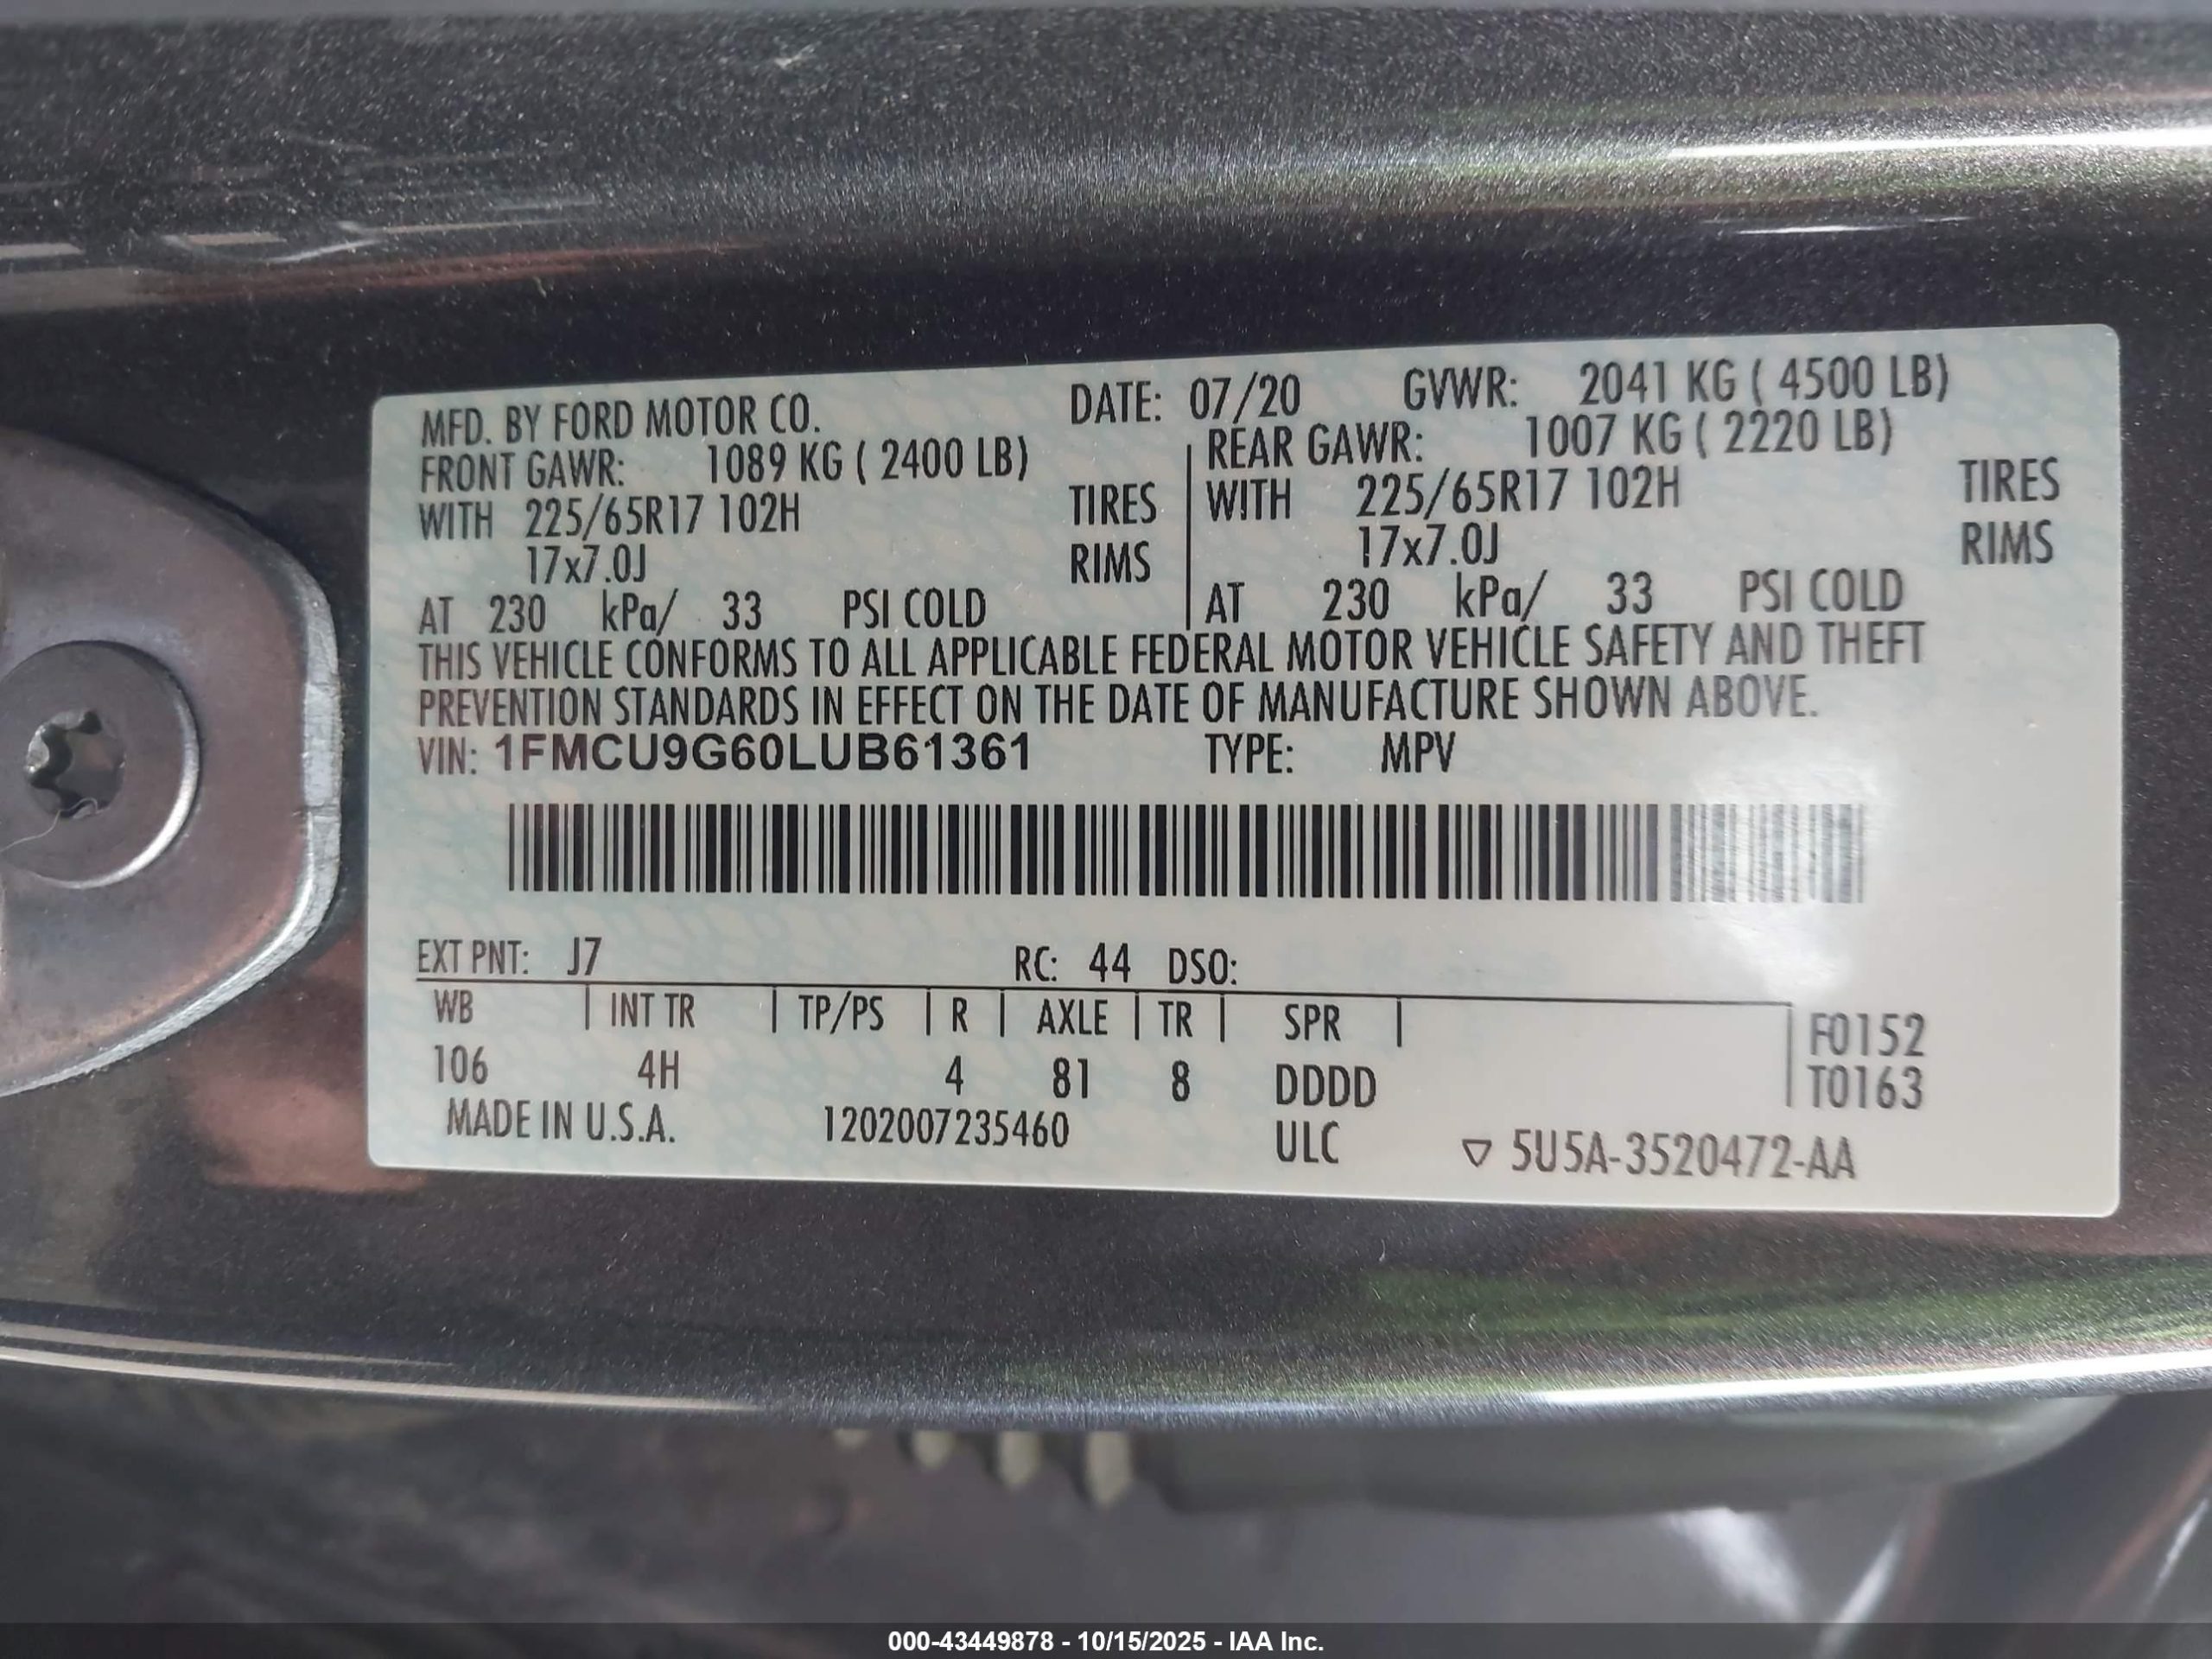 MFD. BY FORD MOTOR CO. DATE: 07/20 GVWR: 2041 KG ( 4500 LB)
FRONT GAWR: 1089 KG ( 2400 LB) REAR GAWR: 1007 KG ( 2220 LB)
WITH 225/65R17 102H TIRES WITH 225/65R17 102H TIRES
17x7.0J RIMS 17x7.0J RIMS
AT 230 kPa/ 33 PSI COLD AT 230 kPa/ 33 PSI COLD
THIS VEHICLE CONFORMS TO ALL APPLICABLE FEDERAL MOTOR VEHICLE SAFETY AND THEFT
PREVENTION STANDARDS IN EFFECT ON THE DATE OF MANUFACTURE SHOWN ABOVE.
VIN: 1FMCU9G60LUB61361 TYPE: MPV
EXT PNT: J7 RC: 44 DSO:
WB | INT TR | TP/PS | R | AXLE | TR | SPR | F0152
106 4H 4 81 8 DDDD T0163
MADE IN U.S.A. 1202007235460 ULC ▽ 5U5A-3520472-AA
000-43449878 - 10/15/2025 - IAA Inc.